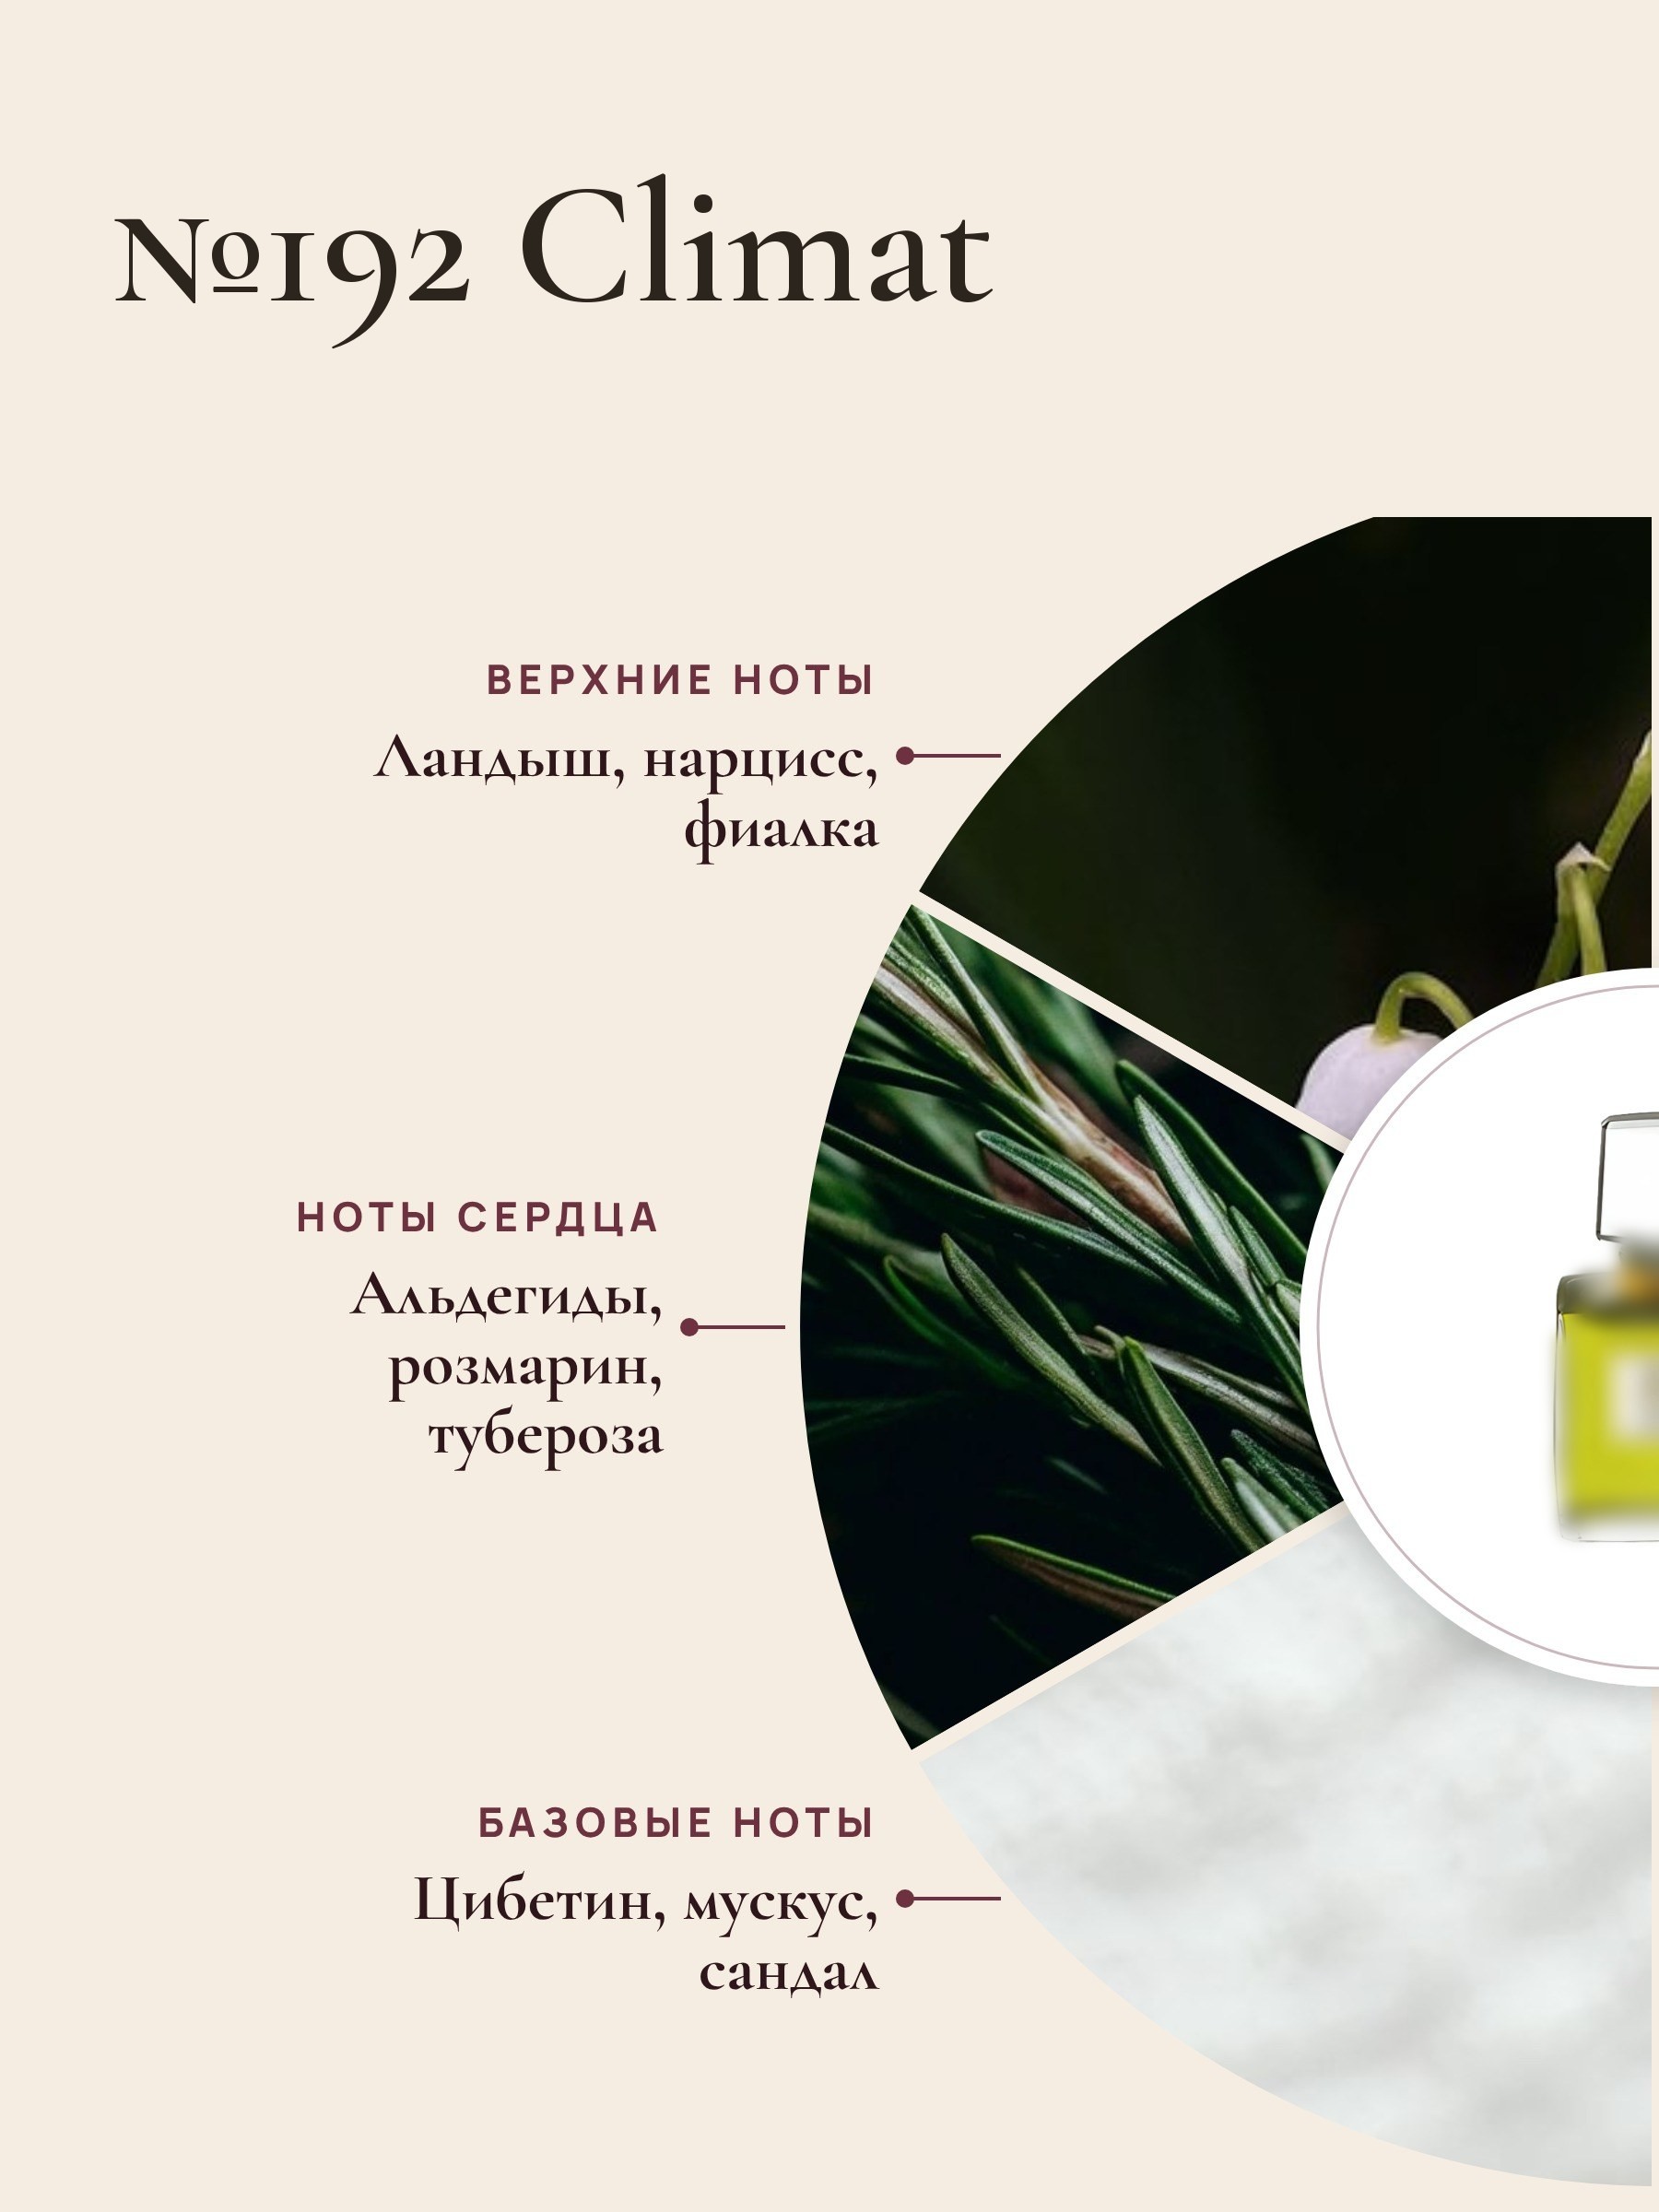 №192 Climat
ВЕРХНИЕ НОТЫ
Ландыш, нарцисс,
фиалка
НОТЫ СЕРДЦА
Альдегиды,
розмарин,
тубероза
БАЗОВЫЕ НОТЫ
Цибетин, мускус,
сандал